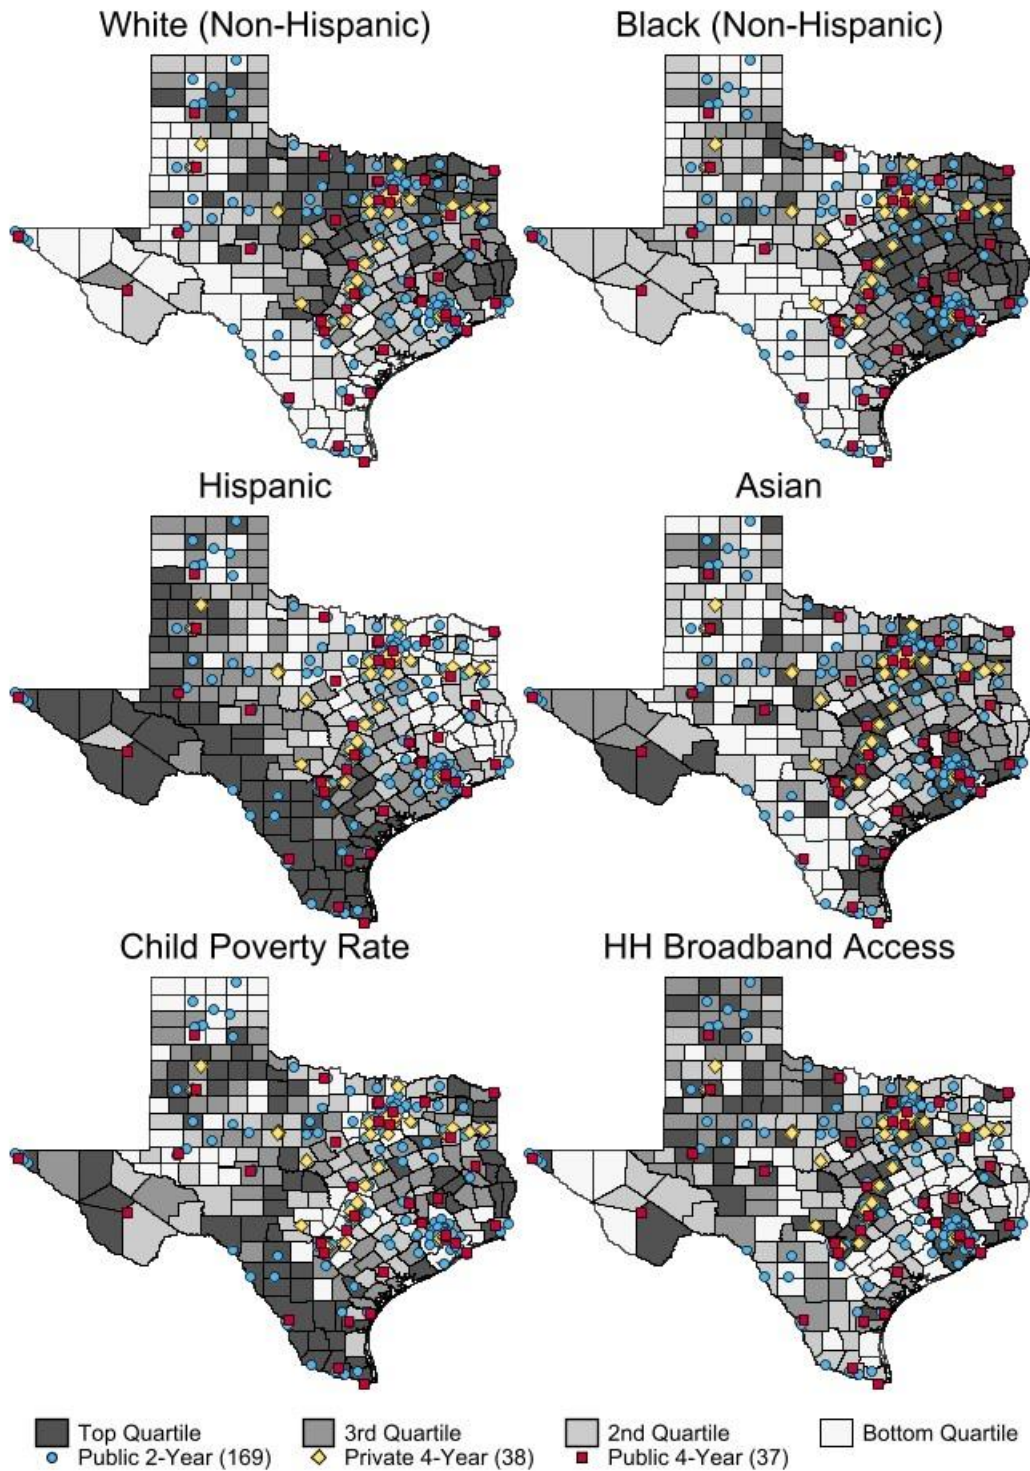 White (Non-Hispanic) Black (Non-Hispanic)
Hispanic Asian
Child Poverty Rate HH Broadband Access
Top Quartile 3rd Quartile 2nd Quartile Bottom Quartile
Public 2-Year (169) Private 4-Year (38) Public 4-Year (37)